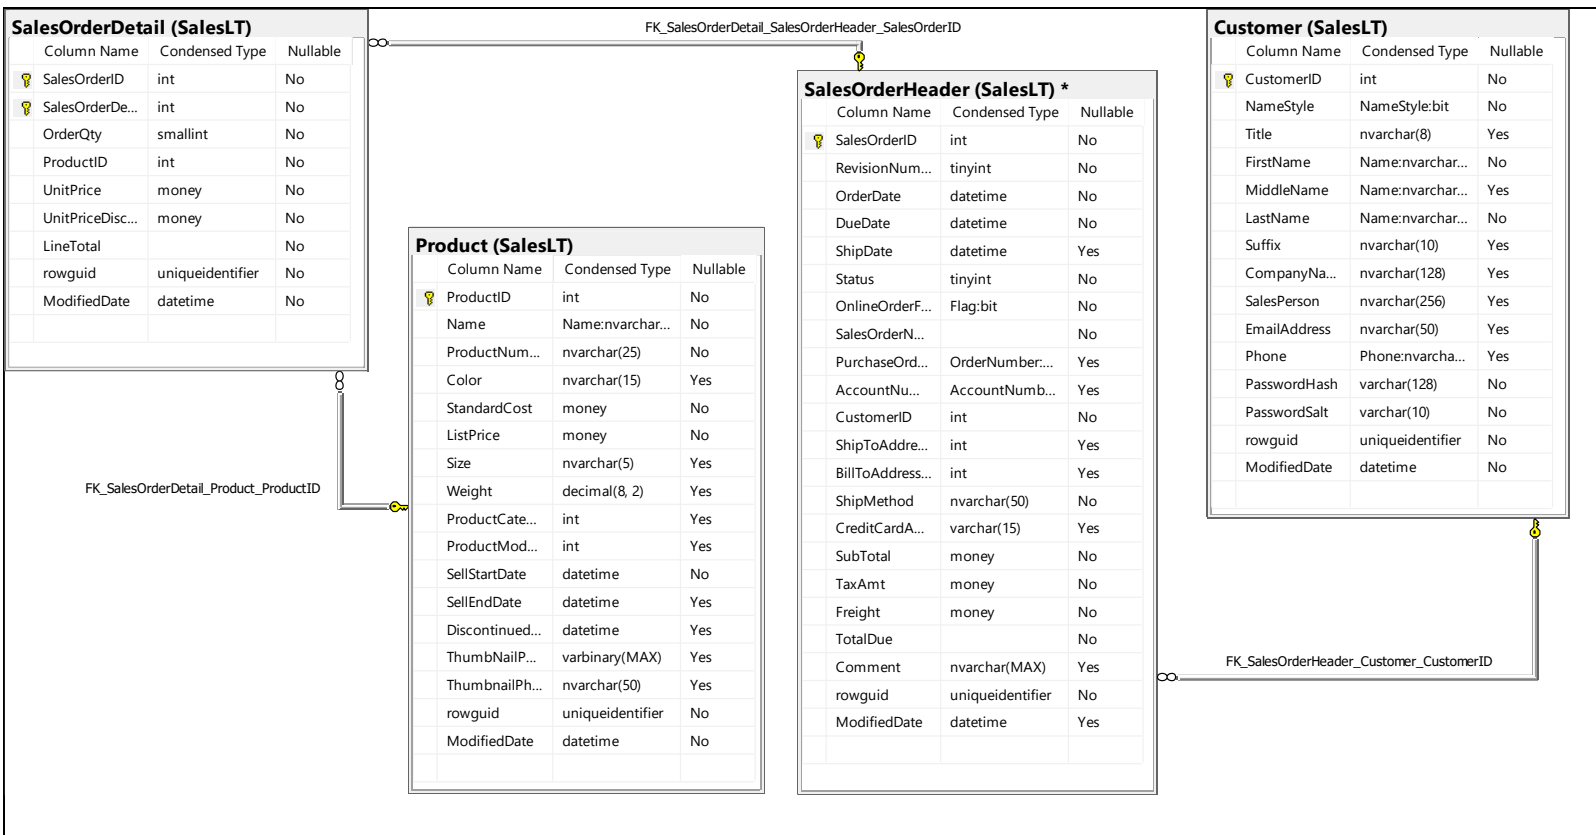 SalesOrderDetail (SalesLT)
Column Name Condensed Type Nullable
SalesOrderID int No
SalesOrderDe... int No
OrderQty smallint No
ProductID int No
UnitPrice money No
UnitPriceDisc... money No
LineTotal No
rowguid uniqueidentifier No
ModifiedDate datetime No
FK_SalesOrderDetail_SalesOrderHeader_SalesOrderID
FK_SalesOrderDetail_Product_ProductID
Product (SalesLT)
Column Name Condensed Type Nullable
ProductID int No
Name Name:nvarchar... No
ProductNum... nvarchar(25) No
Color nvarchar(15) Yes
StandardCost money No
ListPrice money No
Size nvarchar(5) Yes
Weight decimal(8, 2) Yes
ProductCate... int Yes
ProductMod... int Yes
SellStartDate datetime No
SellEndDate datetime Yes
Discontinued... datetime Yes
ThumbNailP... varbinary(MAX) Yes
ThumbnailPh... nvarchar(50) Yes
rowguid uniqueidentifier No
ModifiedDate datetime No
SalesOrderHeader (SalesLT) *
Column Name Condensed Type Nullable
SalesOrderID int No
RevisionNum... tinyint No
OrderDate datetime No
DueDate datetime No
ShipDate datetime Yes
Status tinyint No
OnlineOrderF... Flag:bit No
SalesOrderN... No
PurchaseOrd... OrderNumber:... Yes
AccountNu... AccountNumb... Yes
CustomerID int No
ShipToAddre... int Yes
BillToAddress... int Yes
ShipMethod nvarchar(50) No
CreditCardA... varchar(15) Yes
SubTotal money No
TaxAmt money No
Freight money No
TotalDue No
Comment nvarchar(MAX) Yes
rowguid uniqueidentifier No
ModifiedDate datetime Yes
Customer (SalesLT)
Column Name Condensed Type Nullable
CustomerID int No
NameStyle NameStyle:bit No
Title nvarchar(8) Yes
FirstName Name:nvarchar... No
MiddleName Name:nvarchar... Yes
LastName Name:nvarchar... No
Suffix nvarchar(10) Yes
CompanyNa... nvarchar(128) Yes
SalesPerson nvarchar(256) Yes
EmailAddress nvarchar(50) Yes
Phone Phone:nvarcha... Yes
PasswordHash varchar(128) No
PasswordSalt varchar(10) No
rowguid uniqueidentifier No
ModifiedDate datetime No
FK_SalesOrderHeader_Customer_CustomerID